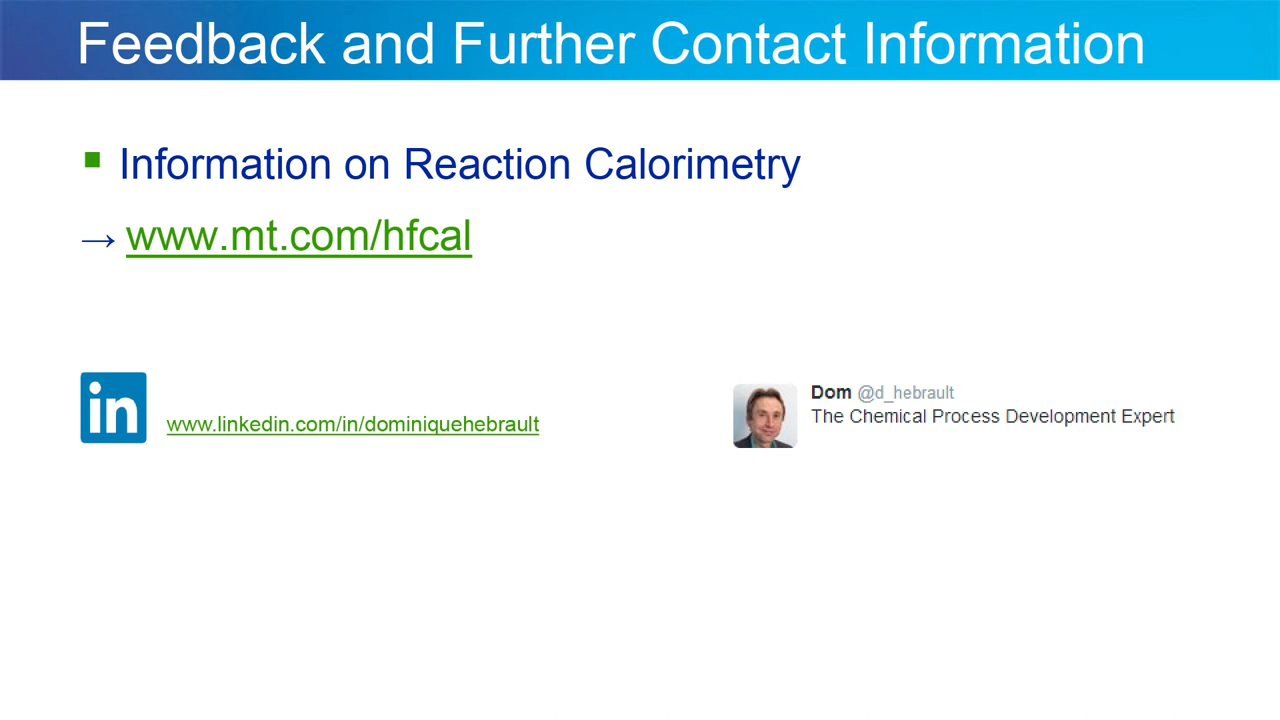 Feedback and Further Contact Information
Information on Reaction Calorimetry
→ www.mt.com/hfcal
in
www.linkedin.com/in/dominiquehebrault
Dom @d_hebrault
The Chemical Process Development Expert